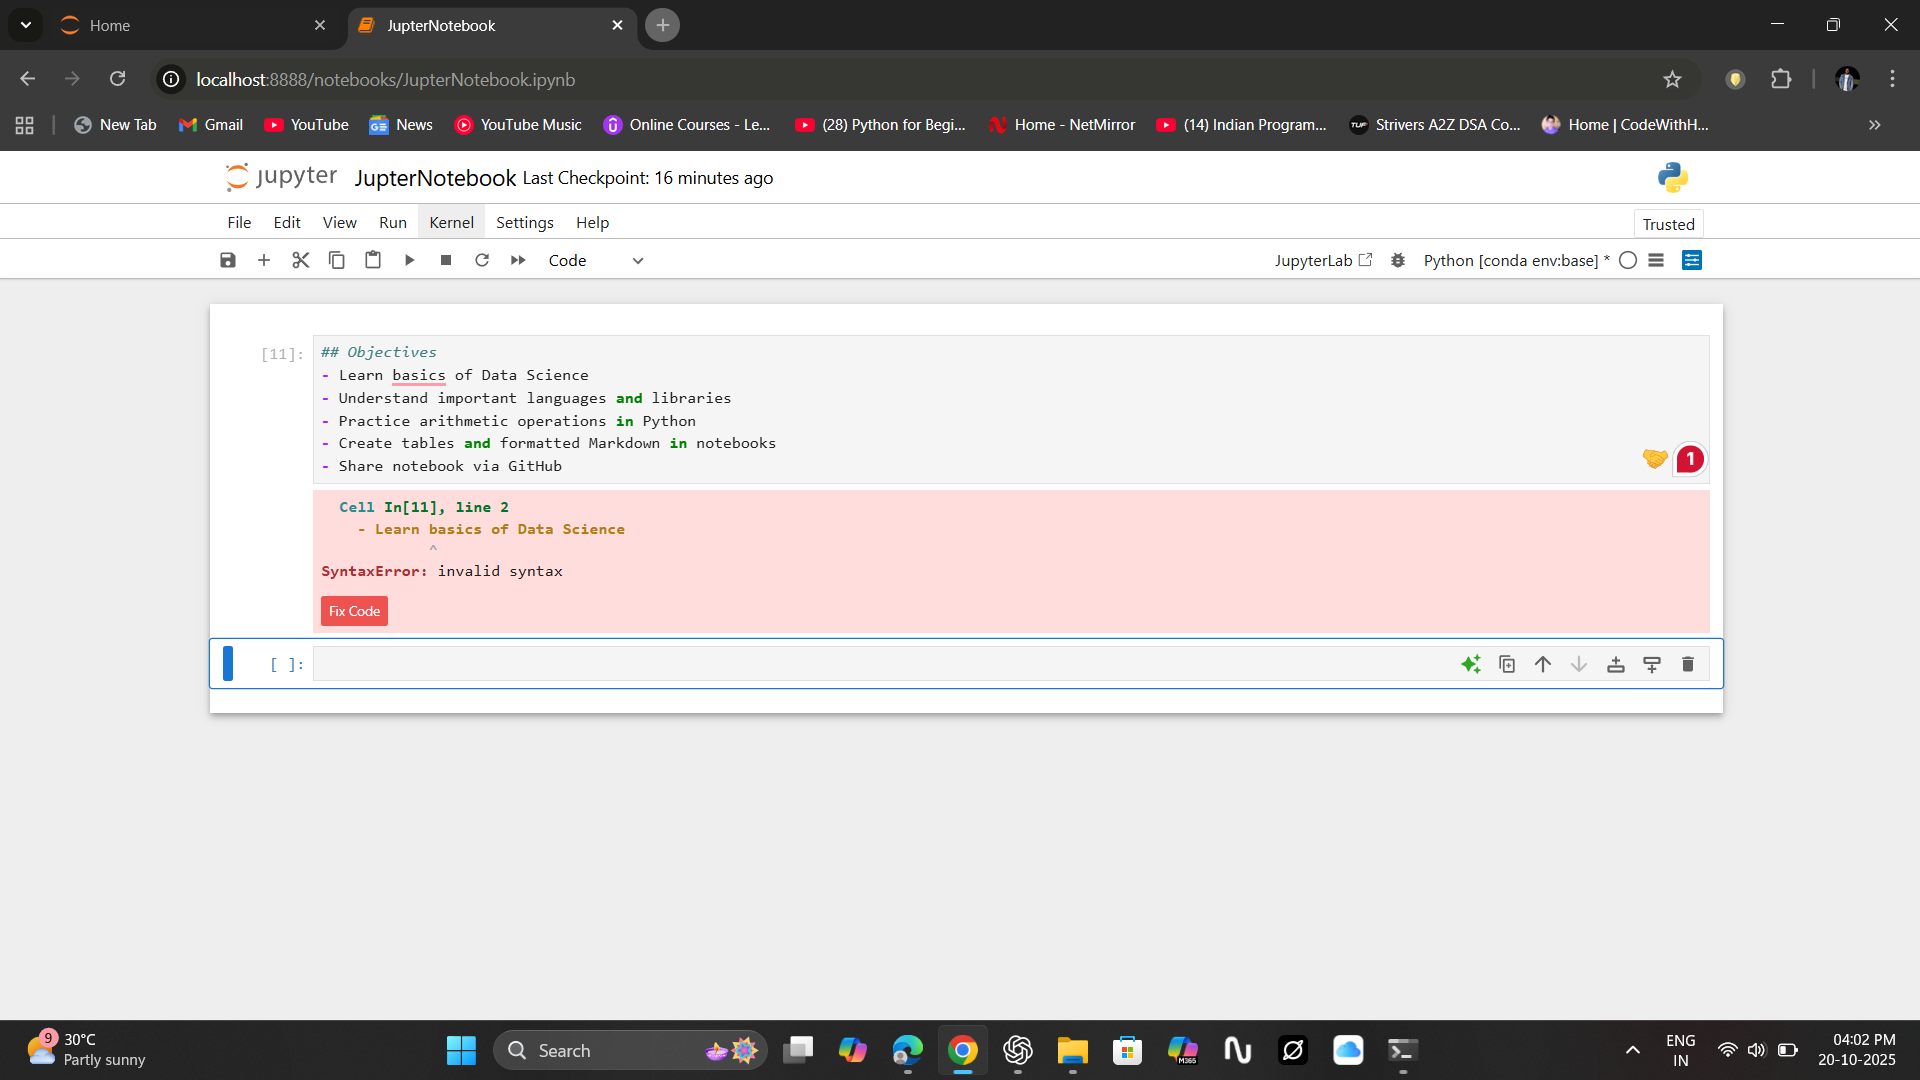 Home
JupterNotebook
localhost:8888/notebooks/JupterNotebook.ipynb
New Tab
Gmail
YouTube
News
YouTube Music
Online Courses - Le...
(28) Python for Begi...
Home - NetMirror
(14) Indian Program...
TUF
Strivers A2Z DSA Co...
Home | CodeWithH...
jupyter
JupterNotebook Last Checkpoint: 16 minutes ago
File Edit View Run Kernel Settings Help
Trusted
Code
JupyterLab
Python [conda env:base] *
[11]:
## Objectives
- Learn basics of Data Science
- Understand important languages and libraries
- Practice arithmetic operations in Python
- Create tables and formatted Markdown in notebooks
- Share notebook via GitHub
1
Cell In[11], line 2
- Learn basics of Data Science
^
SyntaxError: invalid syntax
Fix Code
[ ]:
9
30°C
Partly sunny
Search
M365
ENG
IN
04:02 PM
20-10-2025